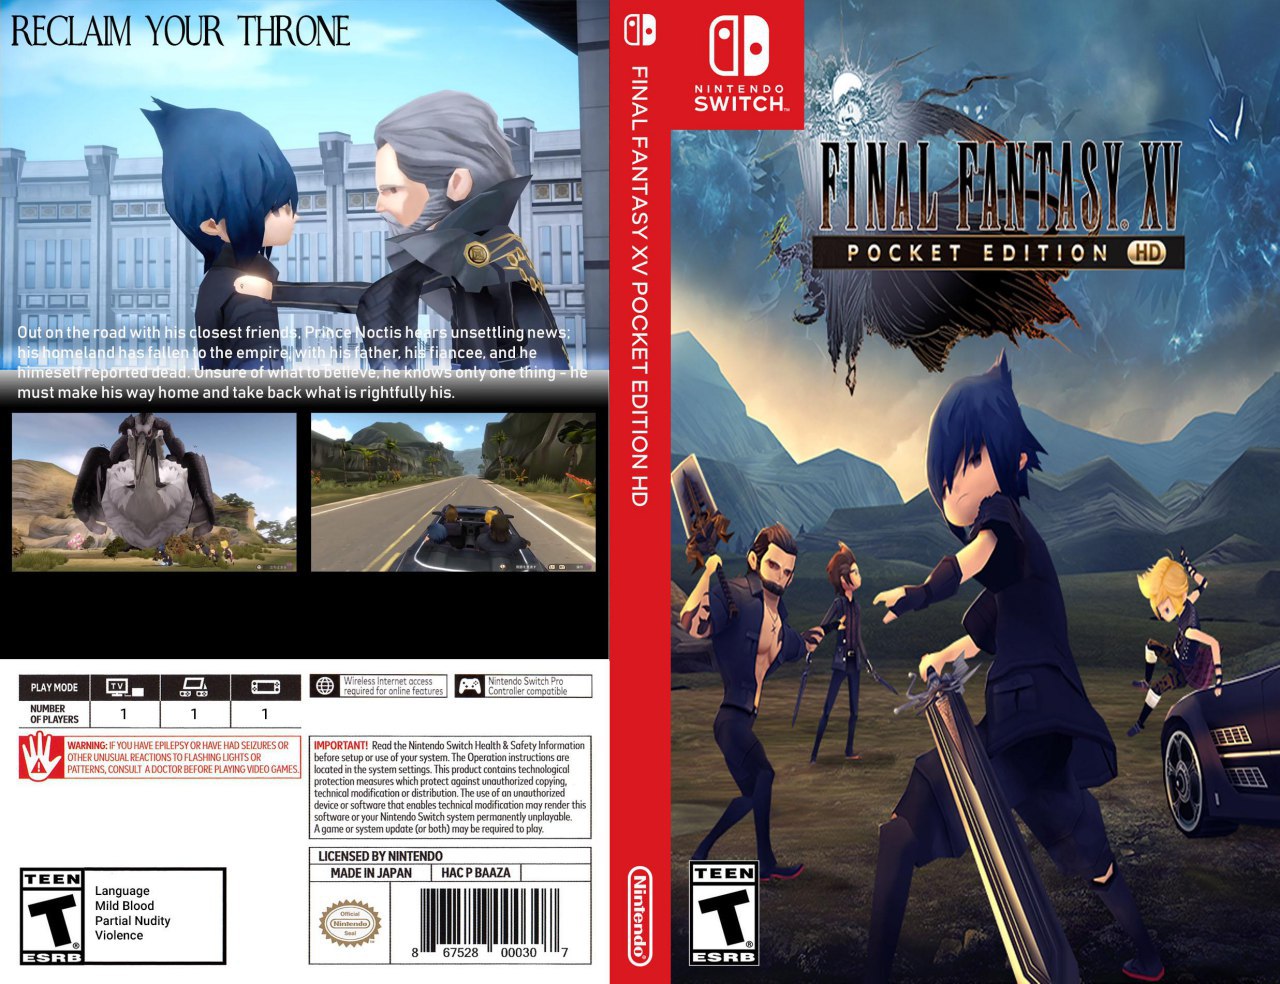 RECLAIM YOUR THRONE
Out on the road with his closest friends, Prince Noctis hears unsettling news;
his homeland has fallen to the empire, with his father, his fiancee, and he
himeself reported dead. Unsure of what to believe, he knows only one thing - he
must make his way home and take back what is rightfully his.
PLAY MODE
TV
NUMBER
OF PLAYERS
1
1
1
Wireless Internet access
required for online features
Nintendo Switch Pro
Controller compatible
WARNING: IF YOU HAVE EPILEPSY OR HAVE HAD SEIZURES OR
OTHER UNUSUAL REACTIONS TO FLASHING LIGHTS OR
PATTERNS, CONSULT A DOCTOR BEFORE PLAYING VIDEO GAMES.
IMPORTANT! Read the Nintendo Switch Health & Safety Information
before setup or use of your system. The Operation instructions are
located in the system settings. This product contains technological
protection measures which protect against unauthorized copying,
technical modification or distribution. The use of an unauthorized
device or software that enables technical modification may render this
software or your Nintendo Switch system permanently unplayable.
A game or system update (or both) may be required to play.
LICENSED BY NINTENDO
MADE IN JAPAN
HAC P BAAZA
Official
Nintendo
Seal
8 67528 00030 7
TEEN
T
ESRB
Language
Mild Blood
Partial Nudity
Violence
FINAL FANTASY XV POCKET EDITION HD
Nintendo
NINTENDO
SWITCH™
FINAL FANTASY® XV
POCKET EDITION HD
TEEN
T
ESRB